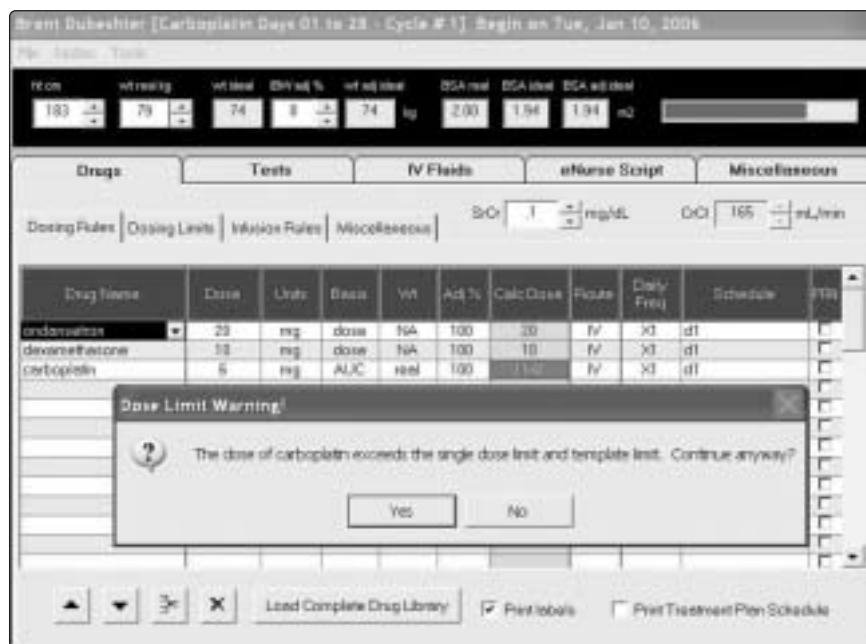 Brent Dubeshter [Carboplatin Days 01 to 28 - Cycle # 1] Begin on Tue, Jan 10, 2006
File Tools
ht cm wt real kg wt ideal BW adj % wt adj ideal BSA real BSA ideal BSA adj ideal
183 79 74 0 74 kg 2.00 1.94 1.94 m2
Drugs Tests IV Fluids eNurse Script Miscellaneous
Dosing Rules Dosing Limits Infusion Rules Miscellaneous SrCr .1 mg/dL CrCl 165 mL/min
Drug Name Dose Units Basis Wt Adj % Calc Dose Route Daily Freq Schedule PRN
ondansetron 20 mg dose NA 100 20 IV X1 d1
dexamethasone 10 mg dose NA 100 10 IV X1 d1
carboplatin 6 mg AUC real 100 IV X1 d1
Dose Limit Warning!
The dose of carboplatin exceeds the single dose limit and template limit. Continue anyway?
Yes No
Load Complete Drug Library Print labels Print Treatment Plan Schedule